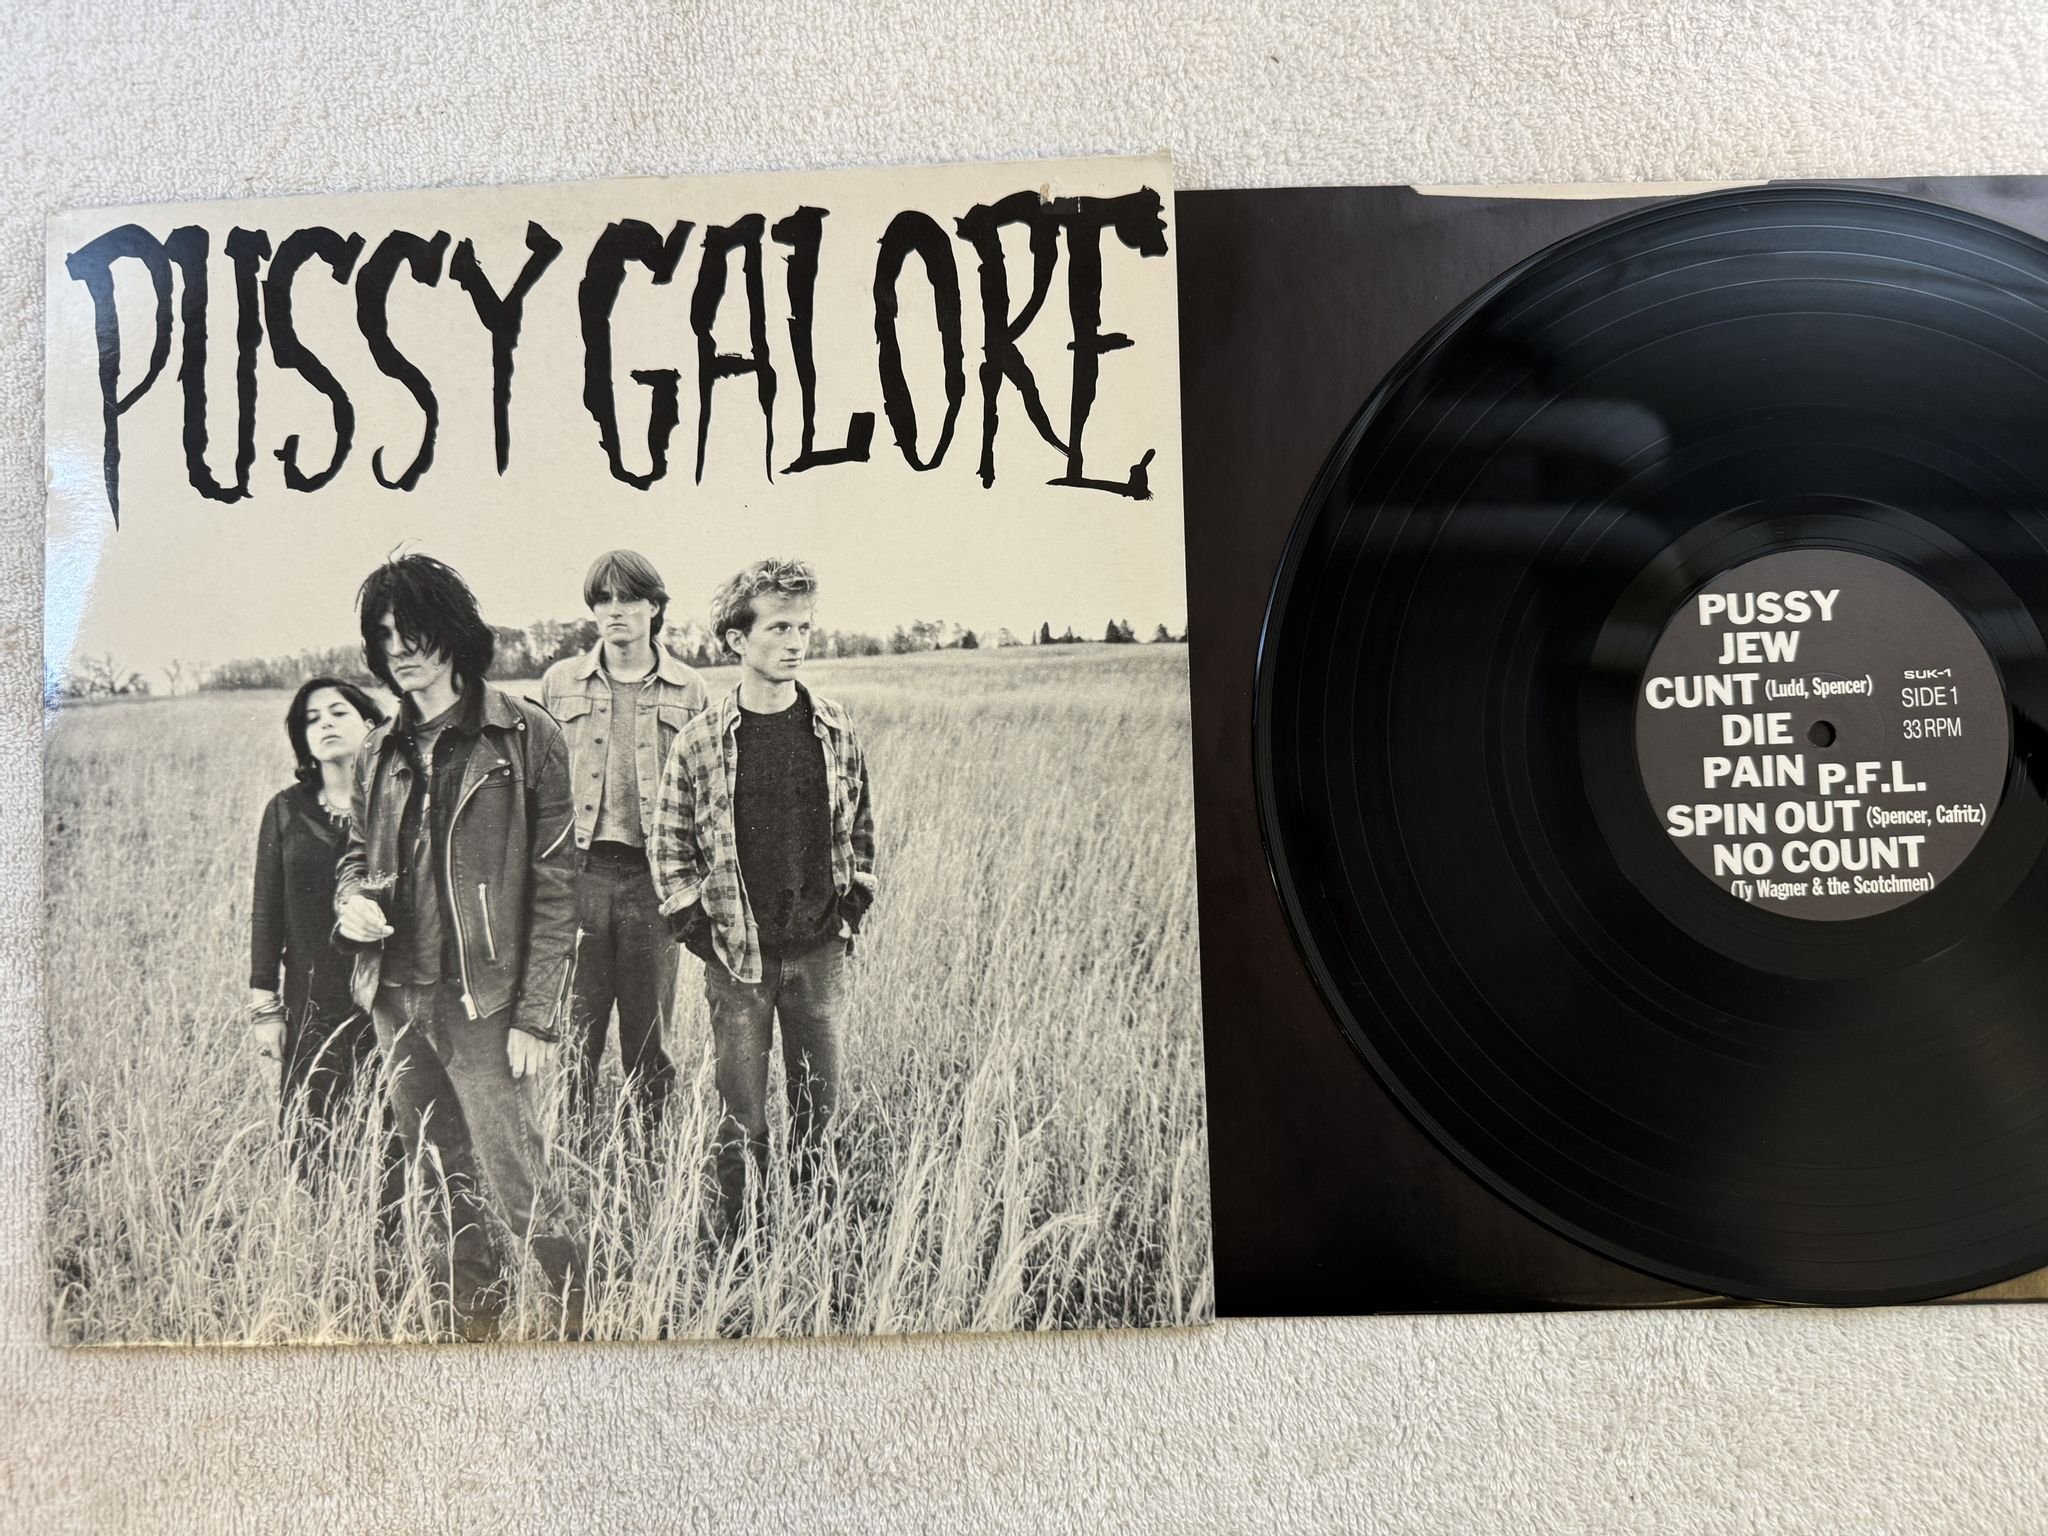 PUSSY GALORE
PUSSY
JEW
CUNT (Ludd, Spencer)
DIE
PAIN P.F.L.
SPIN OUT (Spencer, Cafritz)
NO COUNT
(Ty Wagner & the Scotchmen)
SUK-1
SIDE 1
33 RPM